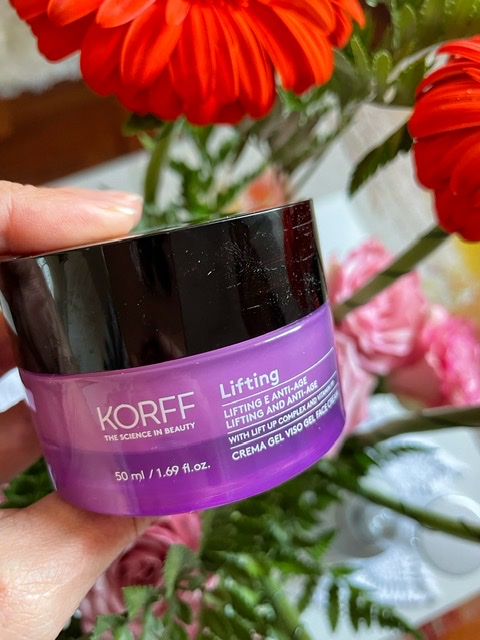 KORFF
THE SCIENCE IN BEAUTY
50 ml / 1.69 fl.oz.
Lifting
LIFTING E ANTI-AGE
LIFTING AND ANTI-AGE
WITH LIFT UP COMPLEX AND
CREMA GEL VISO GEL FACE CREAM